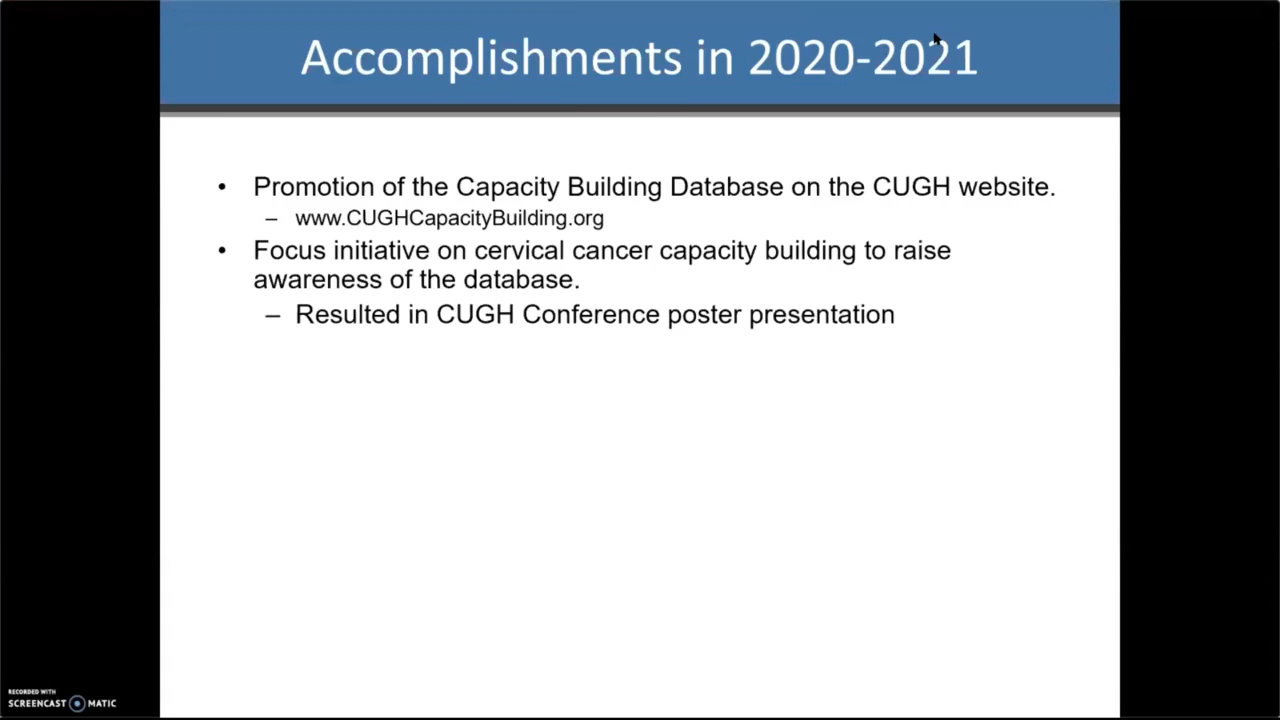 Accomplishments in 2020-2021
• Promotion of the Capacity Building Database on the CUGH website.
– www.CUGHCapacityBuilding.org
• Focus initiative on cervical cancer capacity building to raise
awareness of the database.
– Resulted in CUGH Conference poster presentation
RECORDED WITH
SCREENCAST MATIC